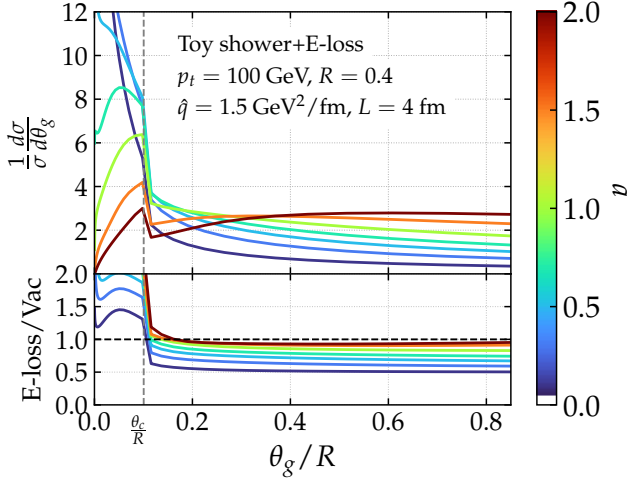 12
10
8
6
4
2
1/σ dσ/dθ_g
Toy shower+E-loss
p_t = 100 GeV, R = 0.4
q̂ = 1.5 GeV²/fm, L = 4 fm
2.0
1.5
1.0
0.5
0.0
E-loss/Vac
0.0
θ_c/R
0.2
0.4
0.6
0.8
θ_g/R
2.0
1.5
1.0
0.5
0.0
a